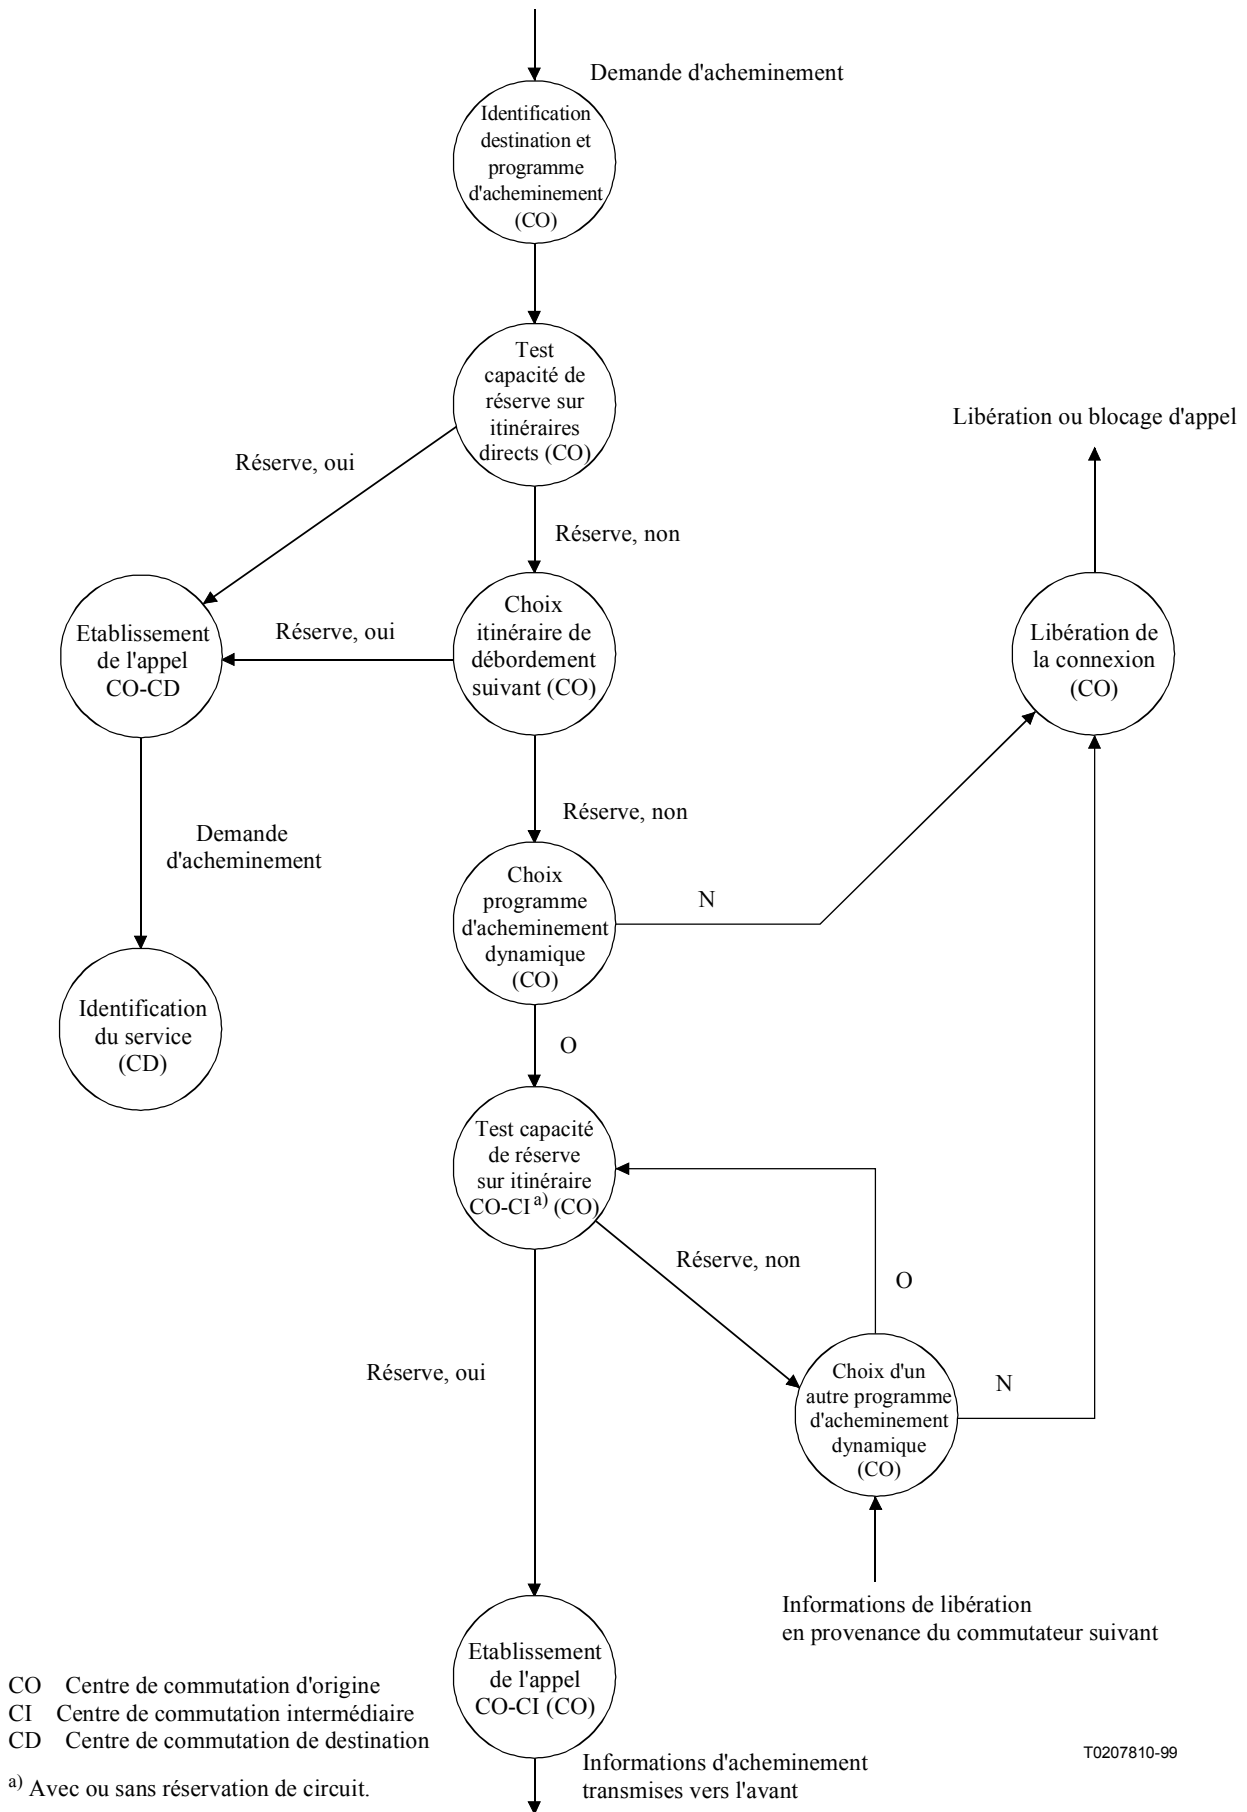 Demande d'acheminement
Identification
destination et
programme
d'acheminement
(CO)
Test
capacité de
réserve sur
itinéraires
directs (CO)
Libération ou blocage d'appel
Réserve, oui
Réserve, non
Etablissement
de l'appel
CO-CD
Réserve, oui
Choix
itinéraire de
débordement
suivant (CO)
Libération de
la connexion
(CO)
Réserve, non
Demande
d'acheminement
Choix
programme
d'acheminement
dynamique
(CO)
N
Identification
du service
(CD)
O
Test capacité
de réserve
sur itinéraire
CO-CI a) (CO)
Réserve, non
O
Réserve, oui
Choix d'un
autre programme
d'acheminement
dynamique
(CO)
N
Informations de libération
en provenance du commutateur suivant
Etablissement
de l'appel
CO-CI (CO)
CO Centre de commutation d'origine
CI Centre de commutation intermédiaire
CD Centre de commutation de destination
a) Avec ou sans réservation de circuit.
Informations d'acheminement
transmises vers l'avant
T0207810-99